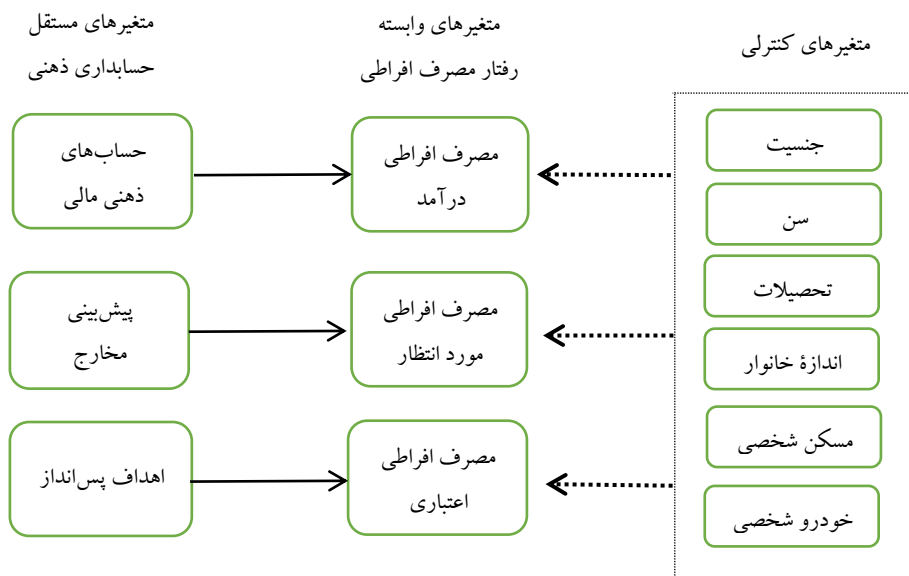 متغیرهای مستقل
حسابداری ذهنی
متغیرهای وابسته
رفتار مصرف افراطی
متغیرهای کنترلی
حساب‌های
ذهنی مالی
مصرف افراطی
درآمد
جنسیت
سن
تحصیلات
پیش‌بینی
مخارج
مصرف افراطی
مورد انتظار
اندازهٔ خانوار
مسکن شخصی
اهداف پس‌انداز
مصرف افراطی
اعتباری
خودرو شخصی